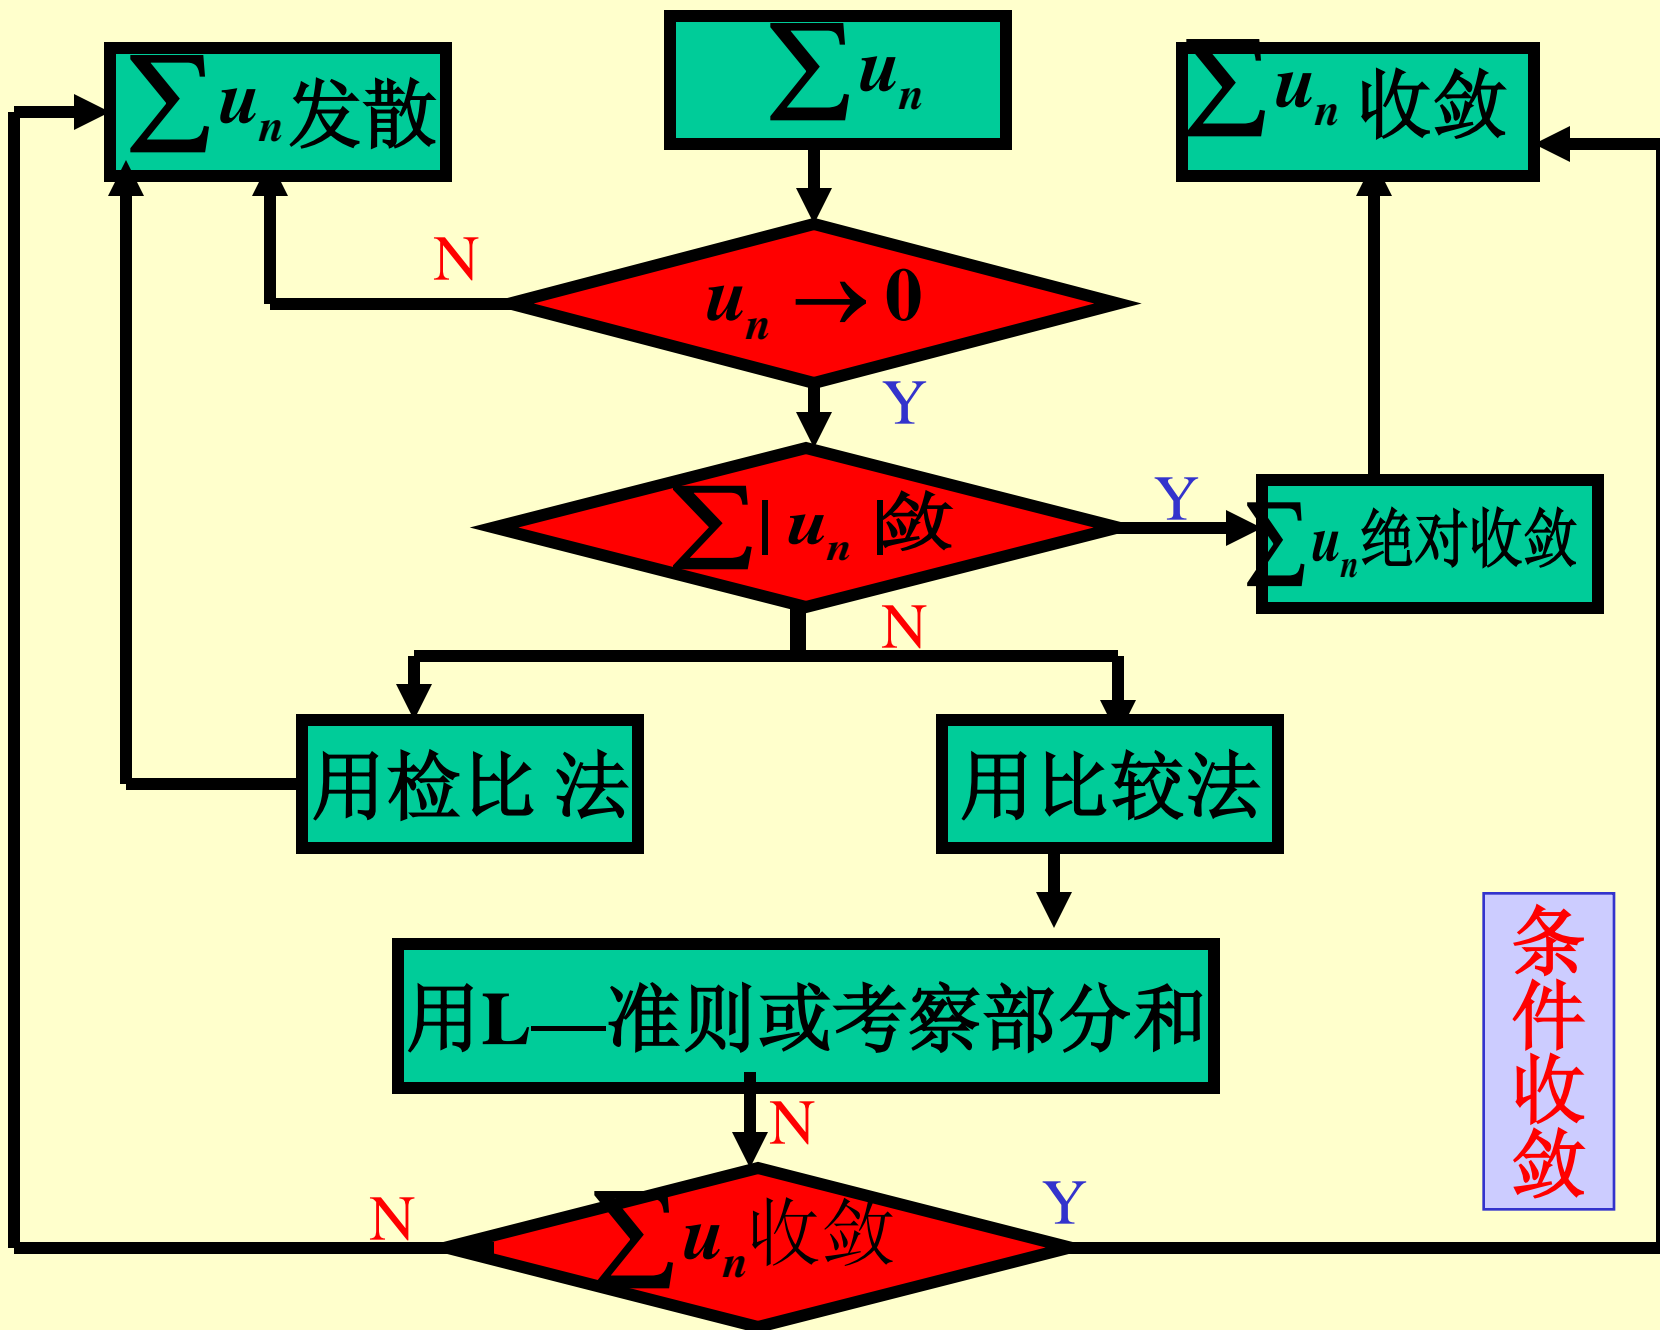 ∑uₙ
∑uₙ发散
∑uₙ 收敛
N
uₙ → 0
Y
∑| uₙ |敛
Y
∑uₙ绝对收敛
N
用检比 法
用比较法
用L—准则或考察部分和
条件收敛
N
N
∑uₙ收敛
Y